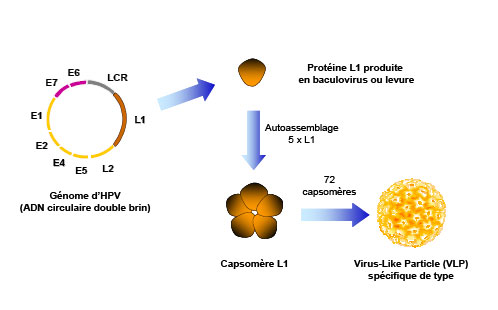 E7
E6
LCR
E1
L1
E2
E4
E5
L2
Génome d'HPV
(ADN circulaire double brin)
Protéine L1 produite
en baculovirus ou levure
Autoassemblage
5 x L1
Capsomère L1
72
capsomères
Virus-Like Particle (VLP)
spécifique de type